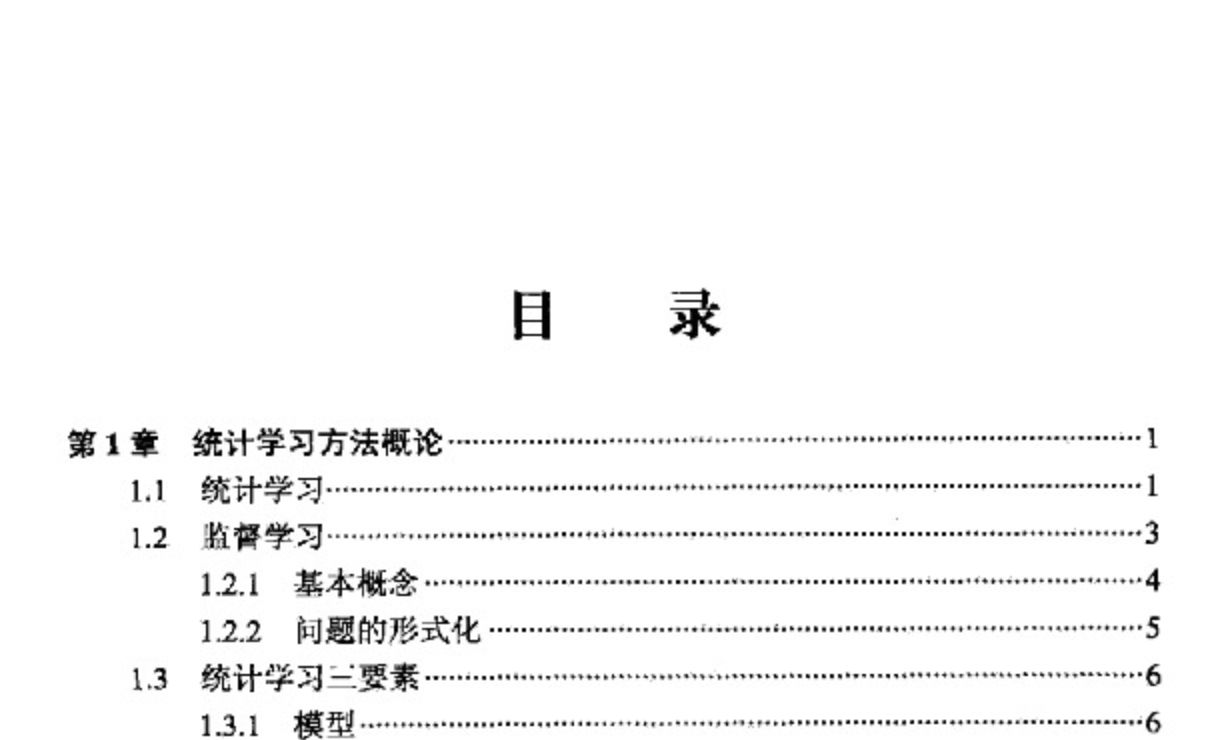 目 录
第1章 统计学习方法概论……1
1.1 统计学习……1
1.2 监督学习……3
1.2.1 基本概念……4
1.2.2 问题的形式化……5
1.3 统计学习三要素……6
1.3.1 模型……6